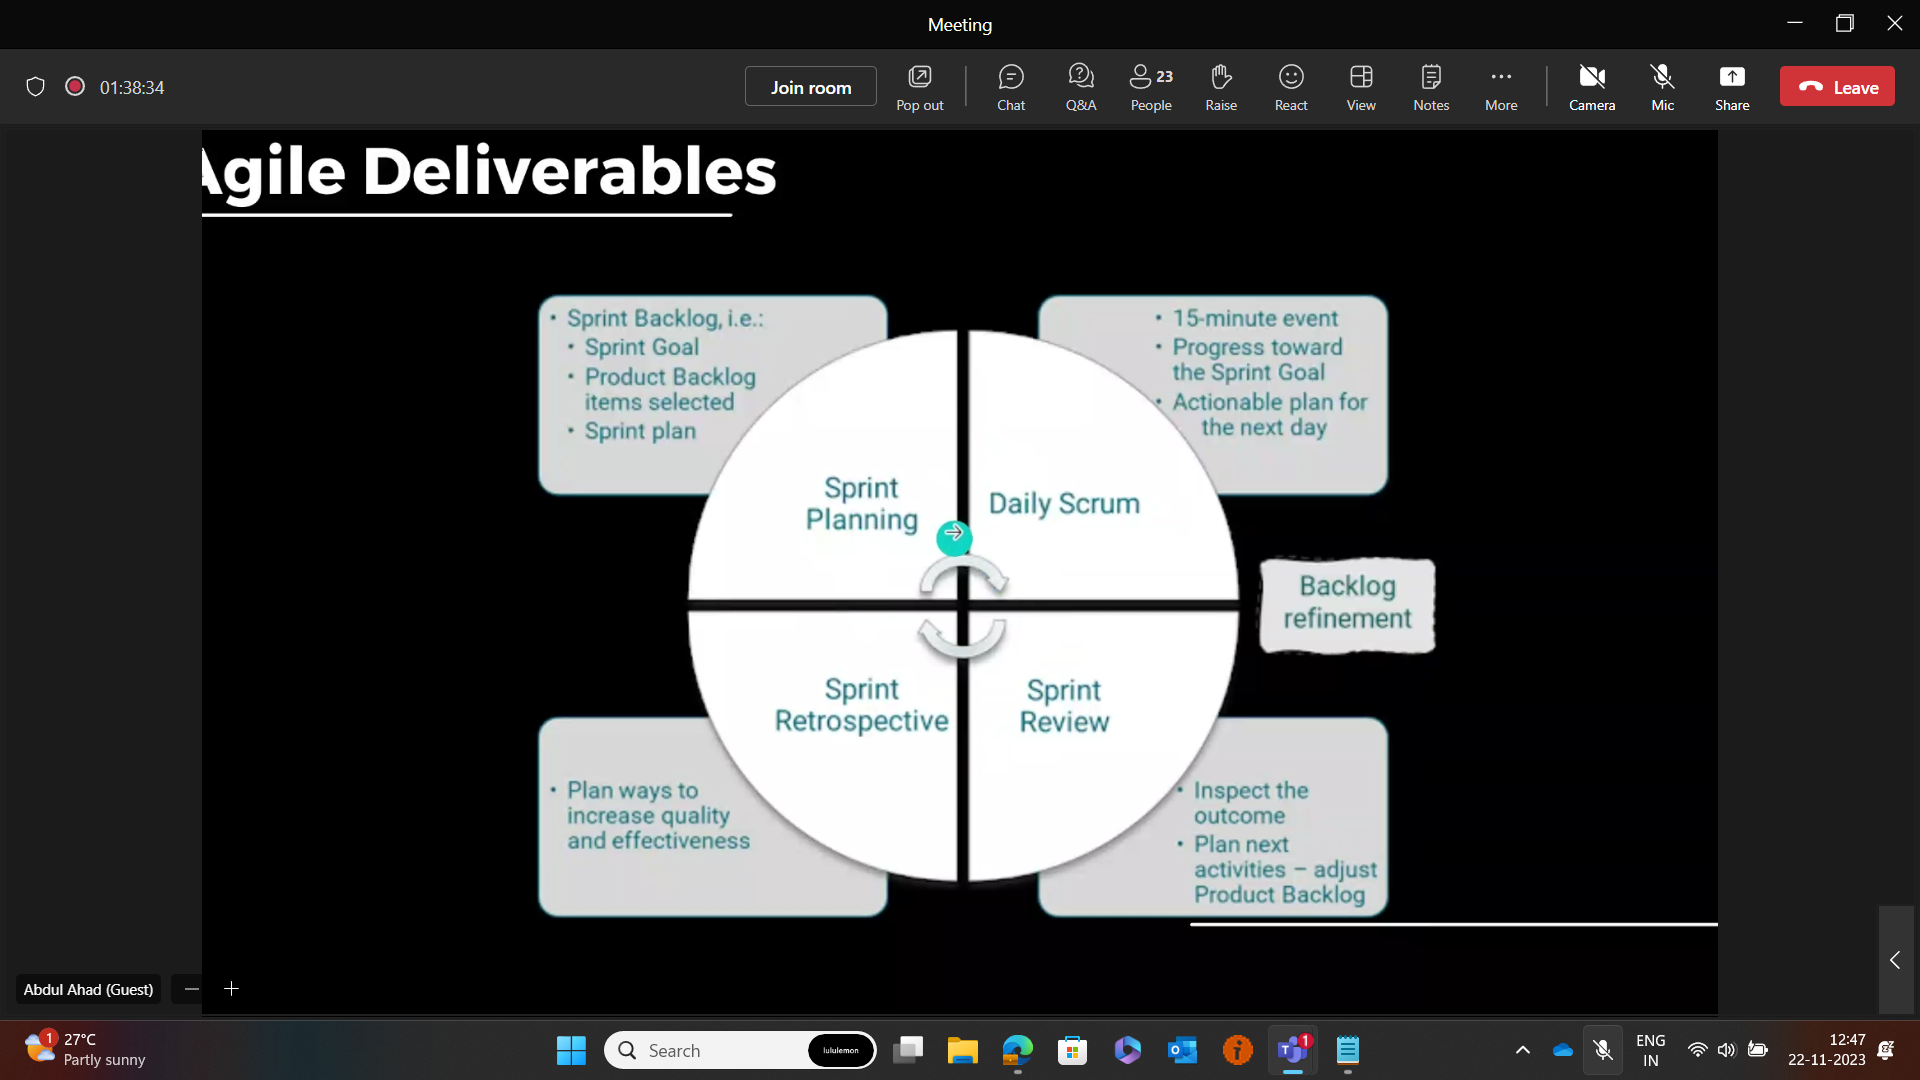 Meeting
01:38:34
Join room
Pop out
Chat
Q&A
23
People
Raise
React
View
Notes
More
Camera
Mic
Share
Leave
Agile Deliverables
• Sprint Backlog, i.e.:
• Sprint Goal
• Product Backlog
items selected
• Sprint plan
• 15-minute event
• Progress toward
the Sprint Goal
• Actionable plan for
the next day
Sprint
Planning
Daily Scrum
Backlog
refinement
Sprint
Retrospective
Sprint
Review
• Plan ways to
increase quality
and effectiveness
• Inspect the
outcome
• Plan next
activities – adjust
Product Backlog
Abdul Ahad (Guest)
1
27°C
Partly sunny
Search
lululemon
1
ENG
IN
12:47
22-11-2023